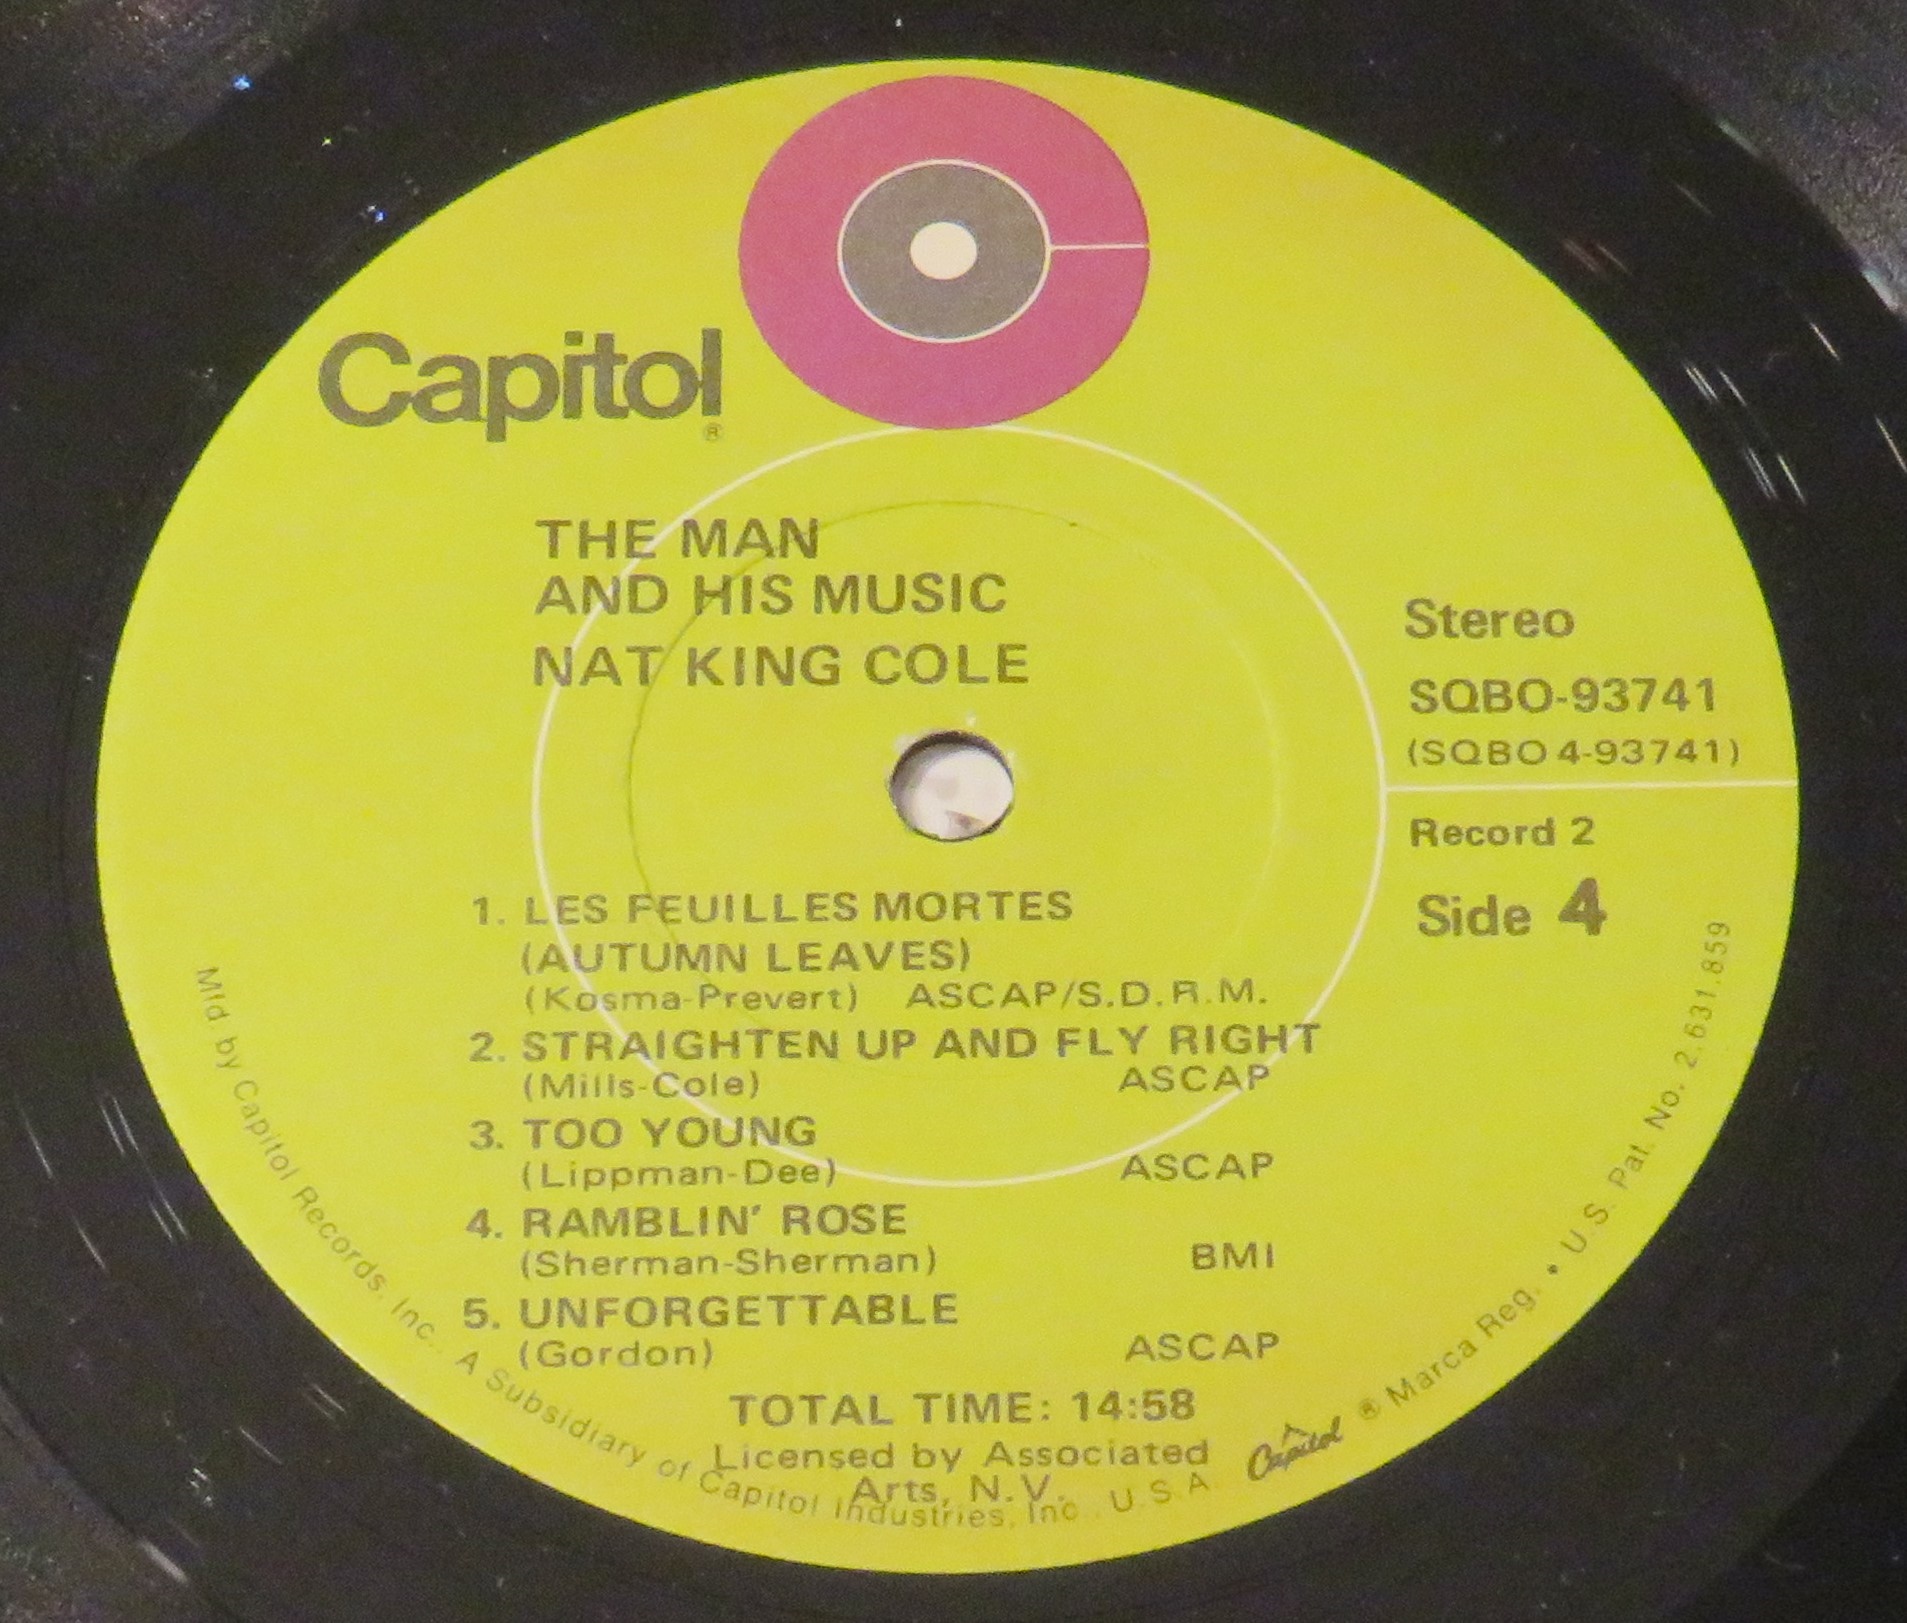 Capitol®
THE MAN
AND HIS MUSIC
NAT KING COLE
Stereo
SQBO-93741
(SQBO 4-93741)
Record 2
Side 4
1. LES FEUILLES MORTES
(AUTUMN LEAVES)
(Kosma-Prevert) ASCAP/S.D.R.M.
2. STRAIGHTEN UP AND FLY RIGHT
(Mills-Cole) ASCAP
3. TOO YOUNG
(Lippman-Dee) ASCAP
4. RAMBLIN' ROSE
(Sherman-Sherman) BMI
5. UNFORGETTABLE
(Gordon) ASCAP
TOTAL TIME: 14:58
Licensed by Associated
Arts, N.V.
Mfd by Capitol Records, Inc., A Subsidiary of Capitol Industries, Inc., U.S.A. Capitol ® Marca Reg. • U.S. Pat. No. 2.631.859